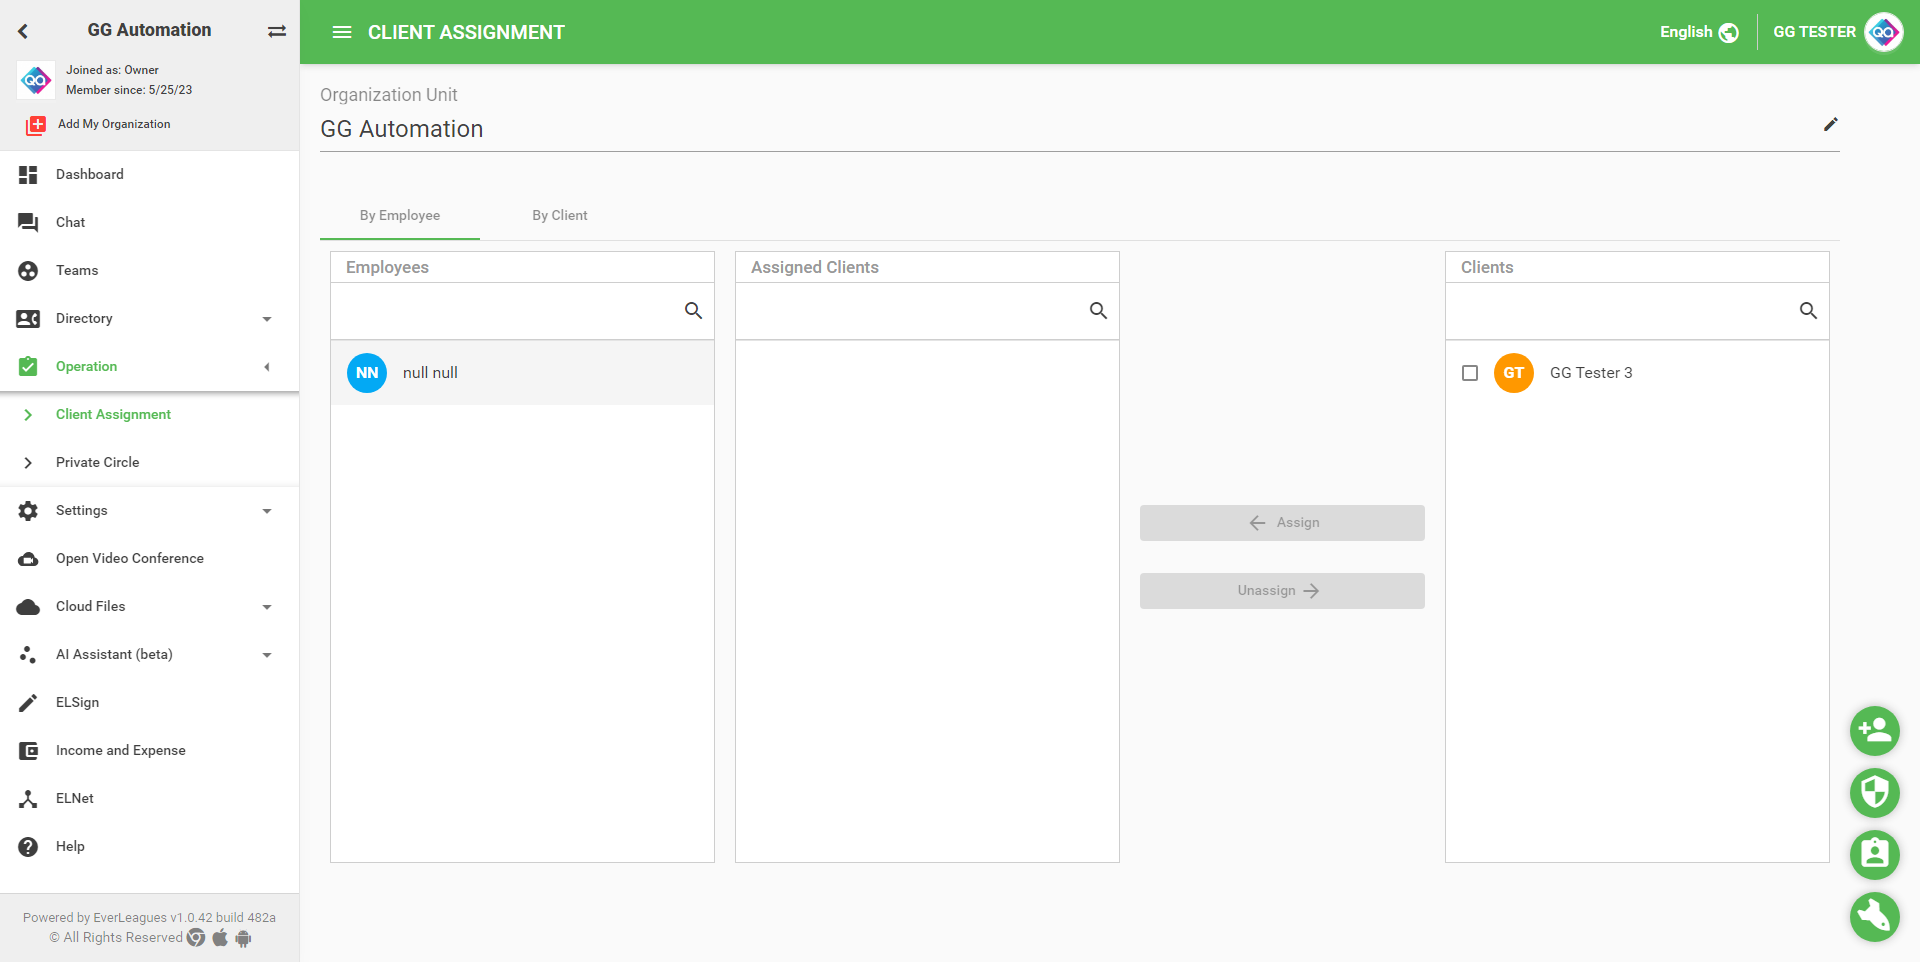 GG Automation
Joined as: Owner
Member since: 5/25/23
Add My Organization
Dashboard
Chat
Teams
Directory
Operation
Client Assignment
Private Circle
Settings
Open Video Conference
Cloud Files
AI Assistant (beta)
ELSign
Income and Expense
ELNet
Help
Powered by EverLeagues v1.0.42 build 482a
© All Rights Reserved
CLIENT ASSIGNMENT
English
GG TESTER
Organization Unit
GG Automation
By Employee
By Client
Employees
NN
null null
Assigned Clients
Assign
Unassign
Clients
GT
GG Tester 3